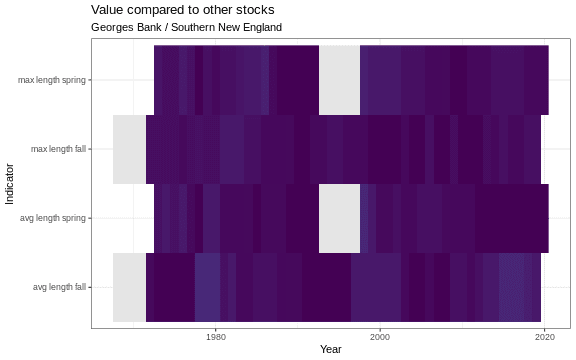 Value compared to other stocks
Georges Bank / Southern New England
Indicator
max length spring
max length fall
avg length spring
avg length fall
1980 2000 2020
Year